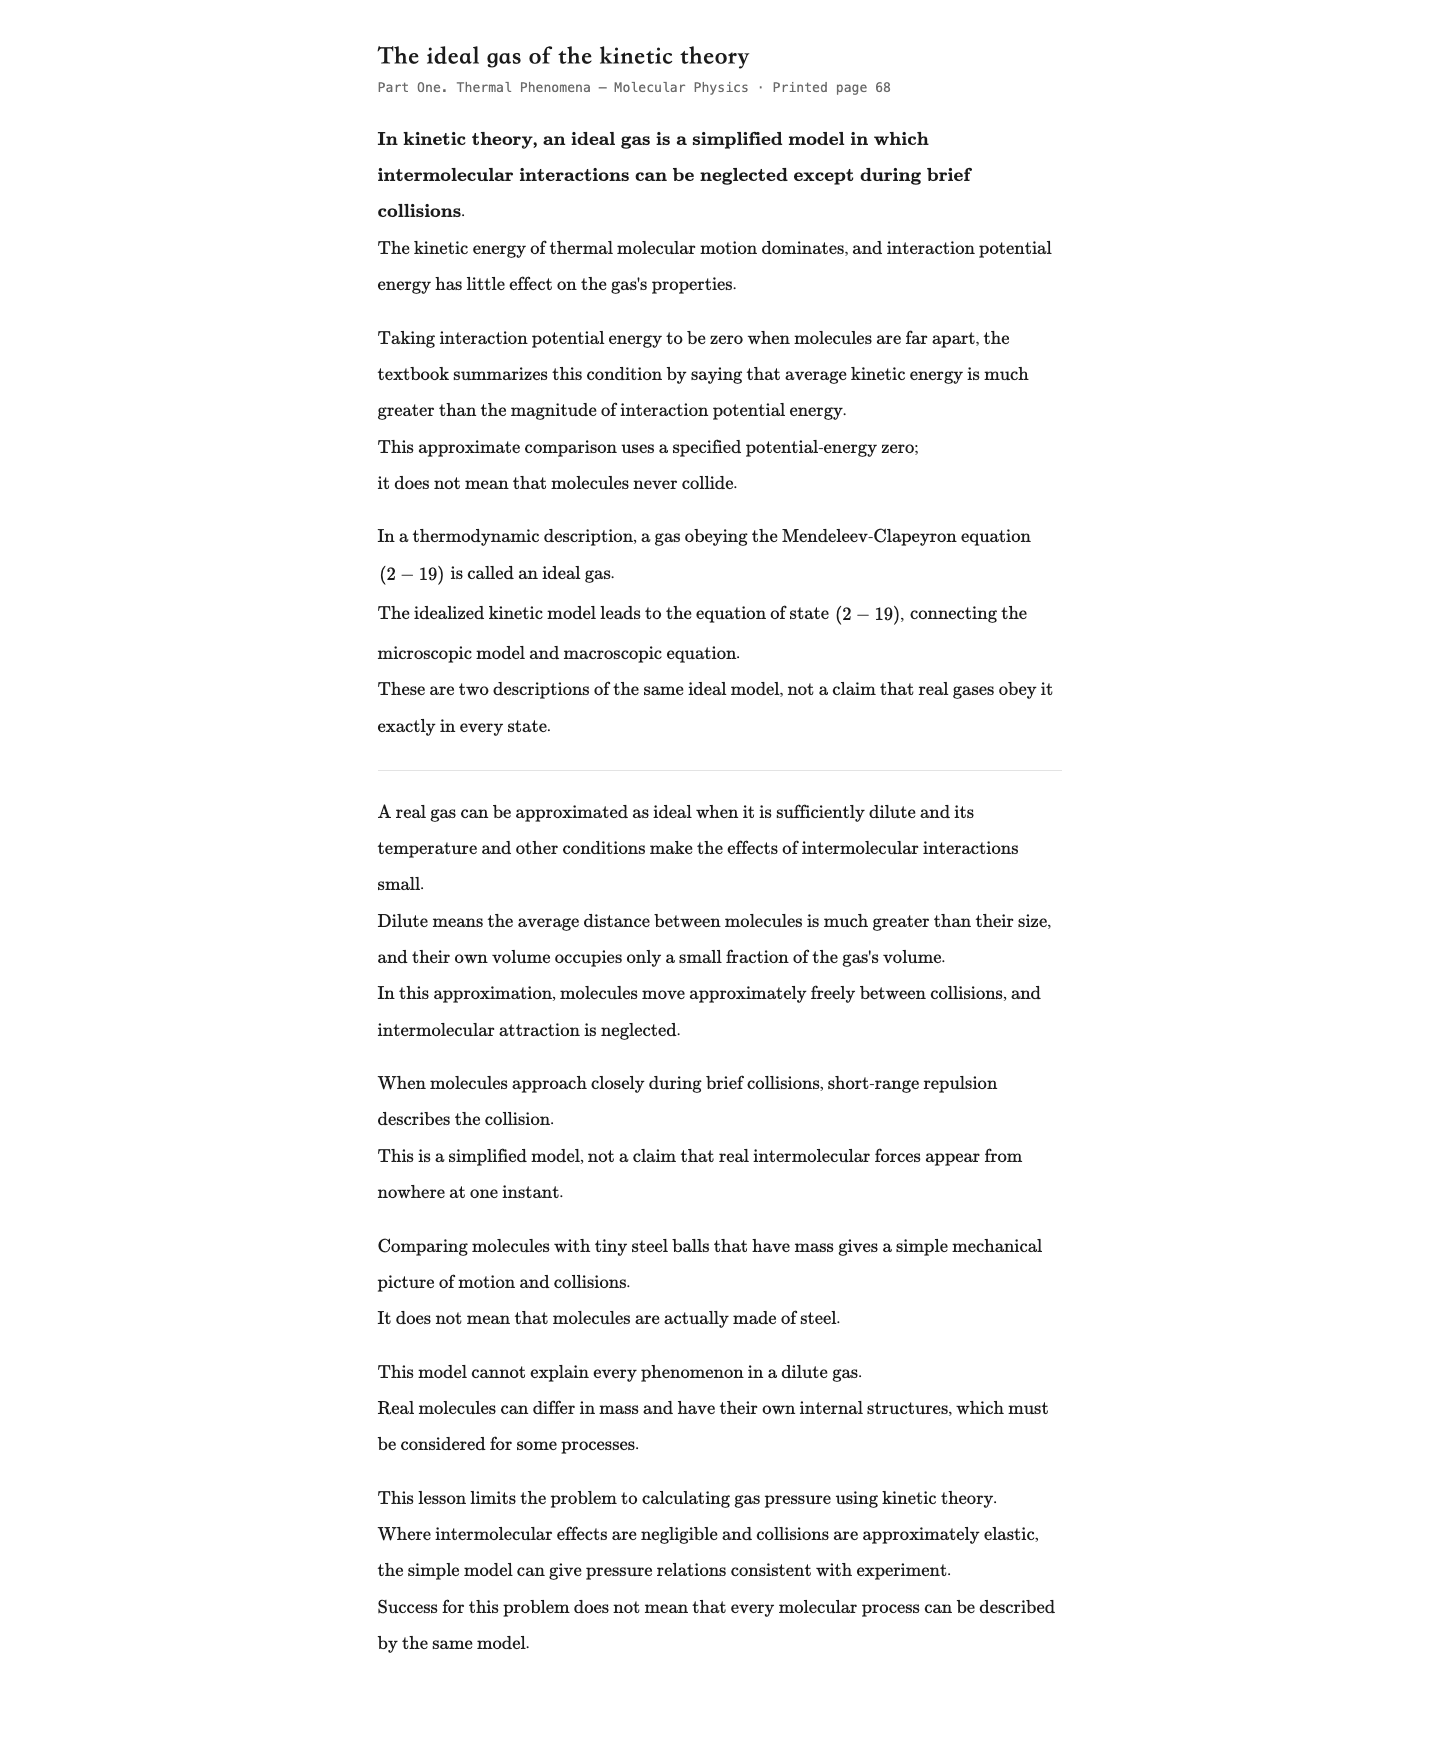 The ideal gas of the kinetic theory
Part One. Thermal Phenomena — Molecular Physics · Printed page 68
In kinetic theory, an ideal gas is a simplified model in which
intermolecular interactions can be neglected except during brief
collisions.
The kinetic energy of thermal molecular motion dominates, and interaction potential
energy has little effect on the gas's properties.
Taking interaction potential energy to be zero when molecules are far apart, the
textbook summarizes this condition by saying that average kinetic energy is much
greater than the magnitude of interaction potential energy.
This approximate comparison uses a specified potential-energy zero;
it does not mean that molecules never collide.
In a thermodynamic description, a gas obeying the Mendeleev-Clapeyron equation
(2 − 19) is called an ideal gas.
The idealized kinetic model leads to the equation of state (2 − 19), connecting the
microscopic model and macroscopic equation.
These are two descriptions of the same ideal model, not a claim that real gases obey it
exactly in every state.
A real gas can be approximated as ideal when it is sufficiently dilute and its
temperature and other conditions make the effects of intermolecular interactions
small.
Dilute means the average distance between molecules is much greater than their size,
and their own volume occupies only a small fraction of the gas's volume.
In this approximation, molecules move approximately freely between collisions, and
intermolecular attraction is neglected.
When molecules approach closely during brief collisions, short-range repulsion
describes the collision.
This is a simplified model, not a claim that real intermolecular forces appear from
nowhere at one instant.
Comparing molecules with tiny steel balls that have mass gives a simple mechanical
picture of motion and collisions.
It does not mean that molecules are actually made of steel.
This model cannot explain every phenomenon in a dilute gas.
Real molecules can differ in mass and have their own internal structures, which must
be considered for some processes.
This lesson limits the problem to calculating gas pressure using kinetic theory.
Where intermolecular effects are negligible and collisions are approximately elastic,
the simple model can give pressure relations consistent with experiment.
Success for this problem does not mean that every molecular process can be described
by the same model.